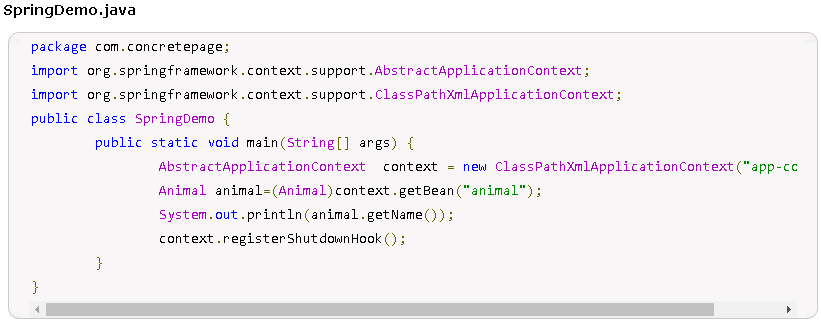 SpringDemo.java
package com.concretepage;
import org.springframework.context.support.AbstractApplicationContext;
import org.springframework.context.support.ClassPathXmlApplicationContext;
public class SpringDemo {
public static void main(String[] args) {
AbstractApplicationContext  context = new ClassPathXmlApplicationContext("app-co
Animal animal=(Animal)context.getBean("animal");
System.out.println(animal.getName());
context.registerShutdownHook();
}
}